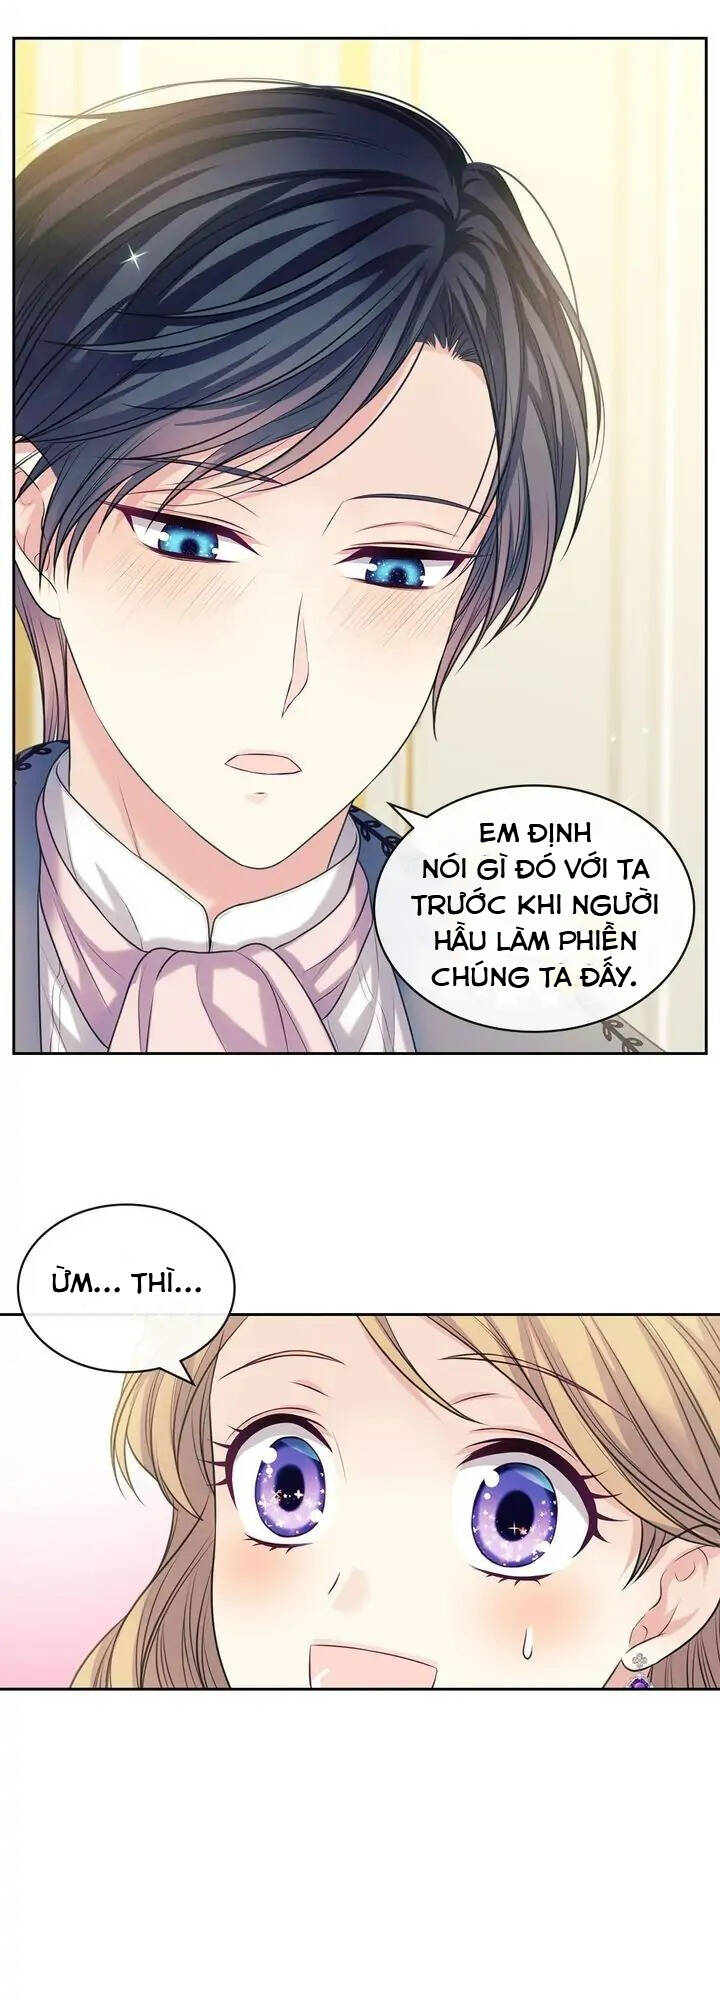 EM ĐỊNH
NÓI GÌ ĐÓ VỚI TA
TRƯỚC KHI NGƯỜI
HẦU LÀM PHIỀN
CHÚNG TA ĐẤY.
ỪM... THÌ...